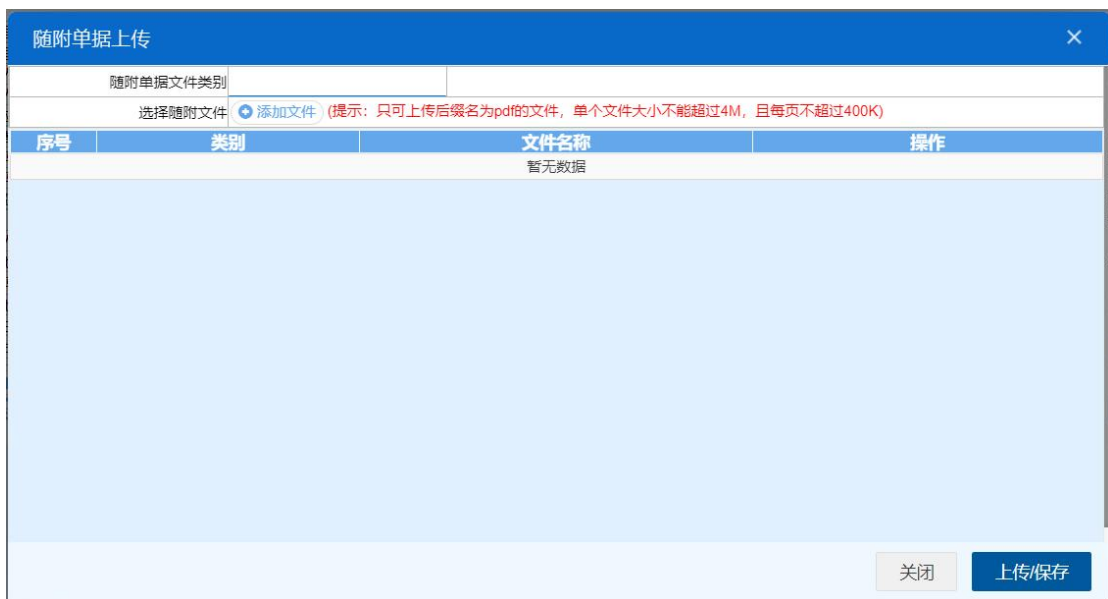 随附单据上传
随附单据文件类别
选择随附文件 添加文件 (提示：只可上传后缀名为pdf的文件，单个文件大小不能超过4M，且每页不超过400K)
序号 类别 文件名称 操作
暂无数据
关闭 上传/保存